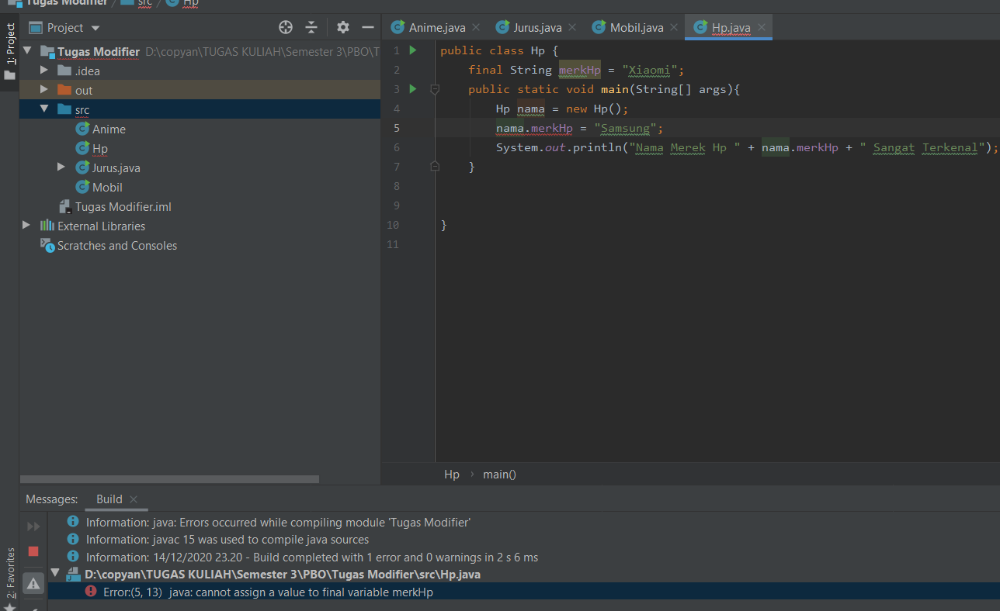 Tugas Modifier / src / Hp
Project
Anime.java
Jurus.java
Mobil.java
Hp.java
1: Project
Tugas Modifier D:\copyan\TUGAS KULIAH\Semester 3\PBO\T
.idea
out
src
Anime
Hp
Jurus.java
Mobil
Tugas Modifier.iml
External Libraries
Scratches and Consoles
1 public class Hp {
2 final String merkHp = "Xiaomi";
3 public static void main(String[] args){
4 Hp nama = new Hp();
5 nama.merkHp = "Samsung";
6 System.out.println("Nama Merek Hp " + nama.merkHp + " Sangat Terkenal");
7 }
8
9
10 }
11
Hp › main()
Messages: Build
Information: java: Errors occurred while compiling module 'Tugas Modifier'
Information: javac 15 was used to compile java sources
Information: 14/12/2020 23.20 - Build completed with 1 error and 0 warnings in 2 s 6 ms
D:\copyan\TUGAS KULIAH\Semester 3\PBO\Tugas Modifier\src\Hp.java
Error:(5, 13) java: cannot assign a value to final variable merkHp
2: Favorites